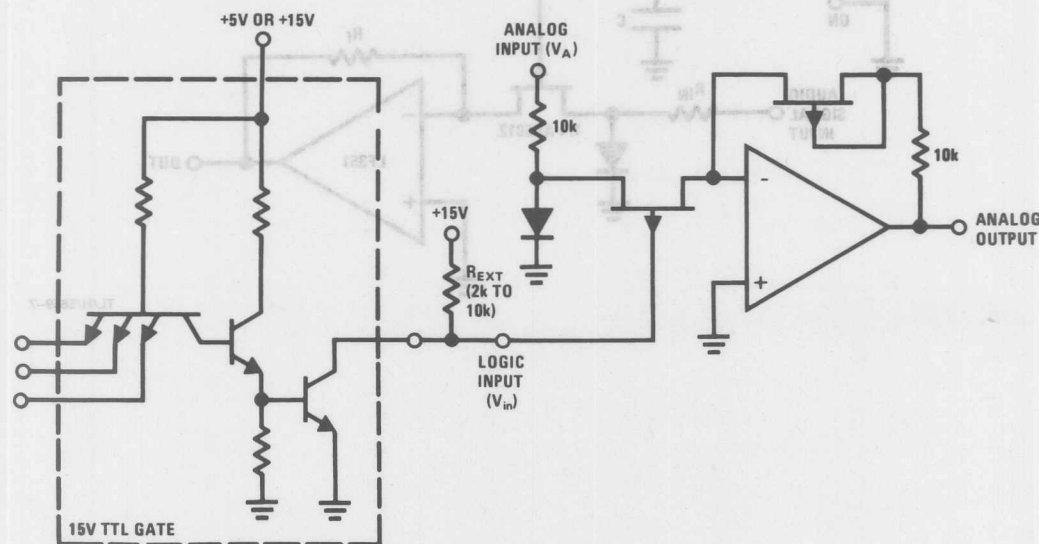 +5V OR +15V
ANALOG
INPUT (V_A)
10k
10k
+15V
R_EXT
(2k TO
10k)
-
+
ANALOG
OUTPUT
LOGIC
INPUT
(V_in)
15V TTL GATE